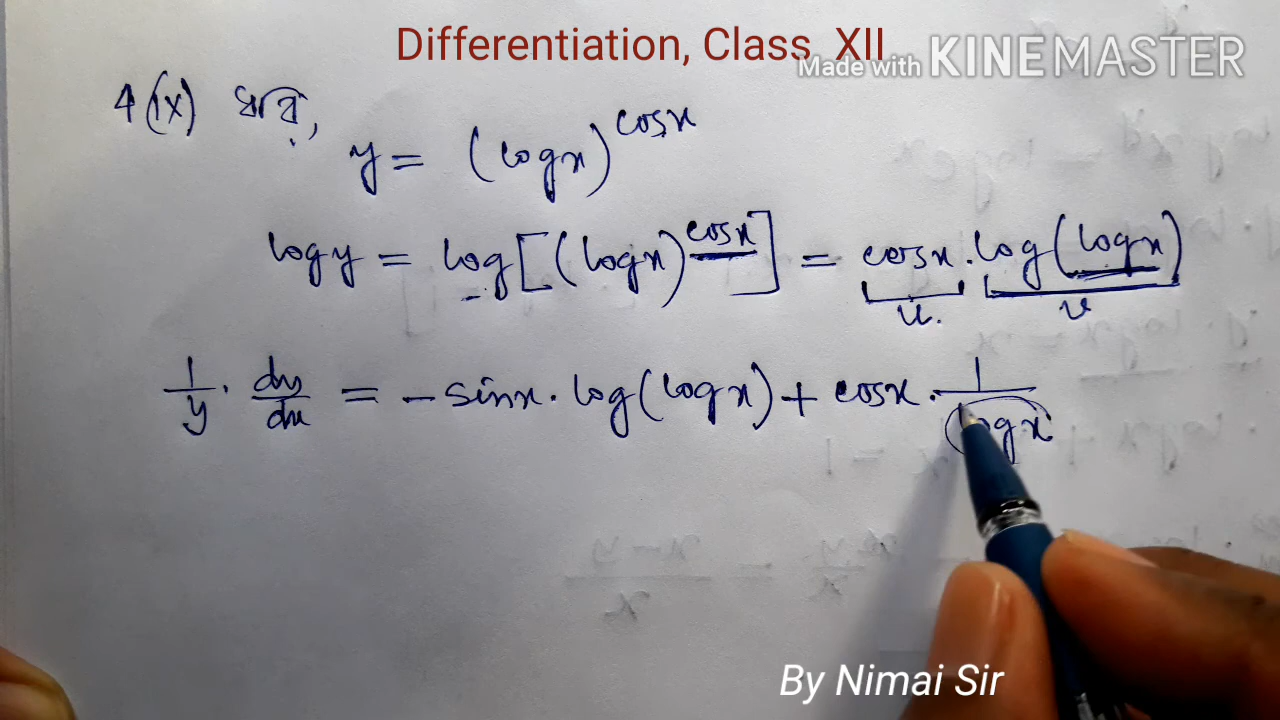 Differentiation, Class XII
Made with KINEMASTER
4(ix)
y = (logx)^cosx
logy = log[(logx)^cosx] = cosx . log(logx)
u. v
1/y . dy/dx = -sinx . log(logx) + cosx . 1/(logx)
By Nimai Sir